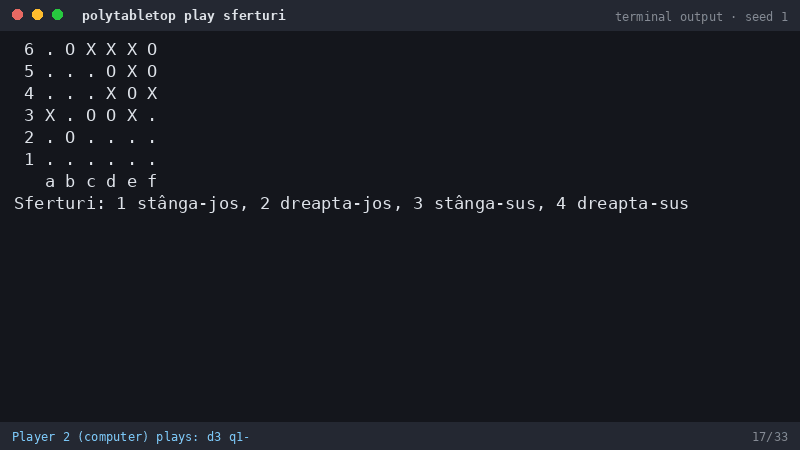 polytabletop play sferturi
terminal output · seed 1
6 . O X X X O
5 . . . O X O
4 . . . X O X
3 X . O O X .
2 . O . . . .
1 . . . . . .
a b c d e f
Sferturi: 1 stânga-jos, 2 dreapta-jos, 3 stânga-sus, 4 dreapta-sus
Player 2 (computer) plays: d3 q1-
17/33